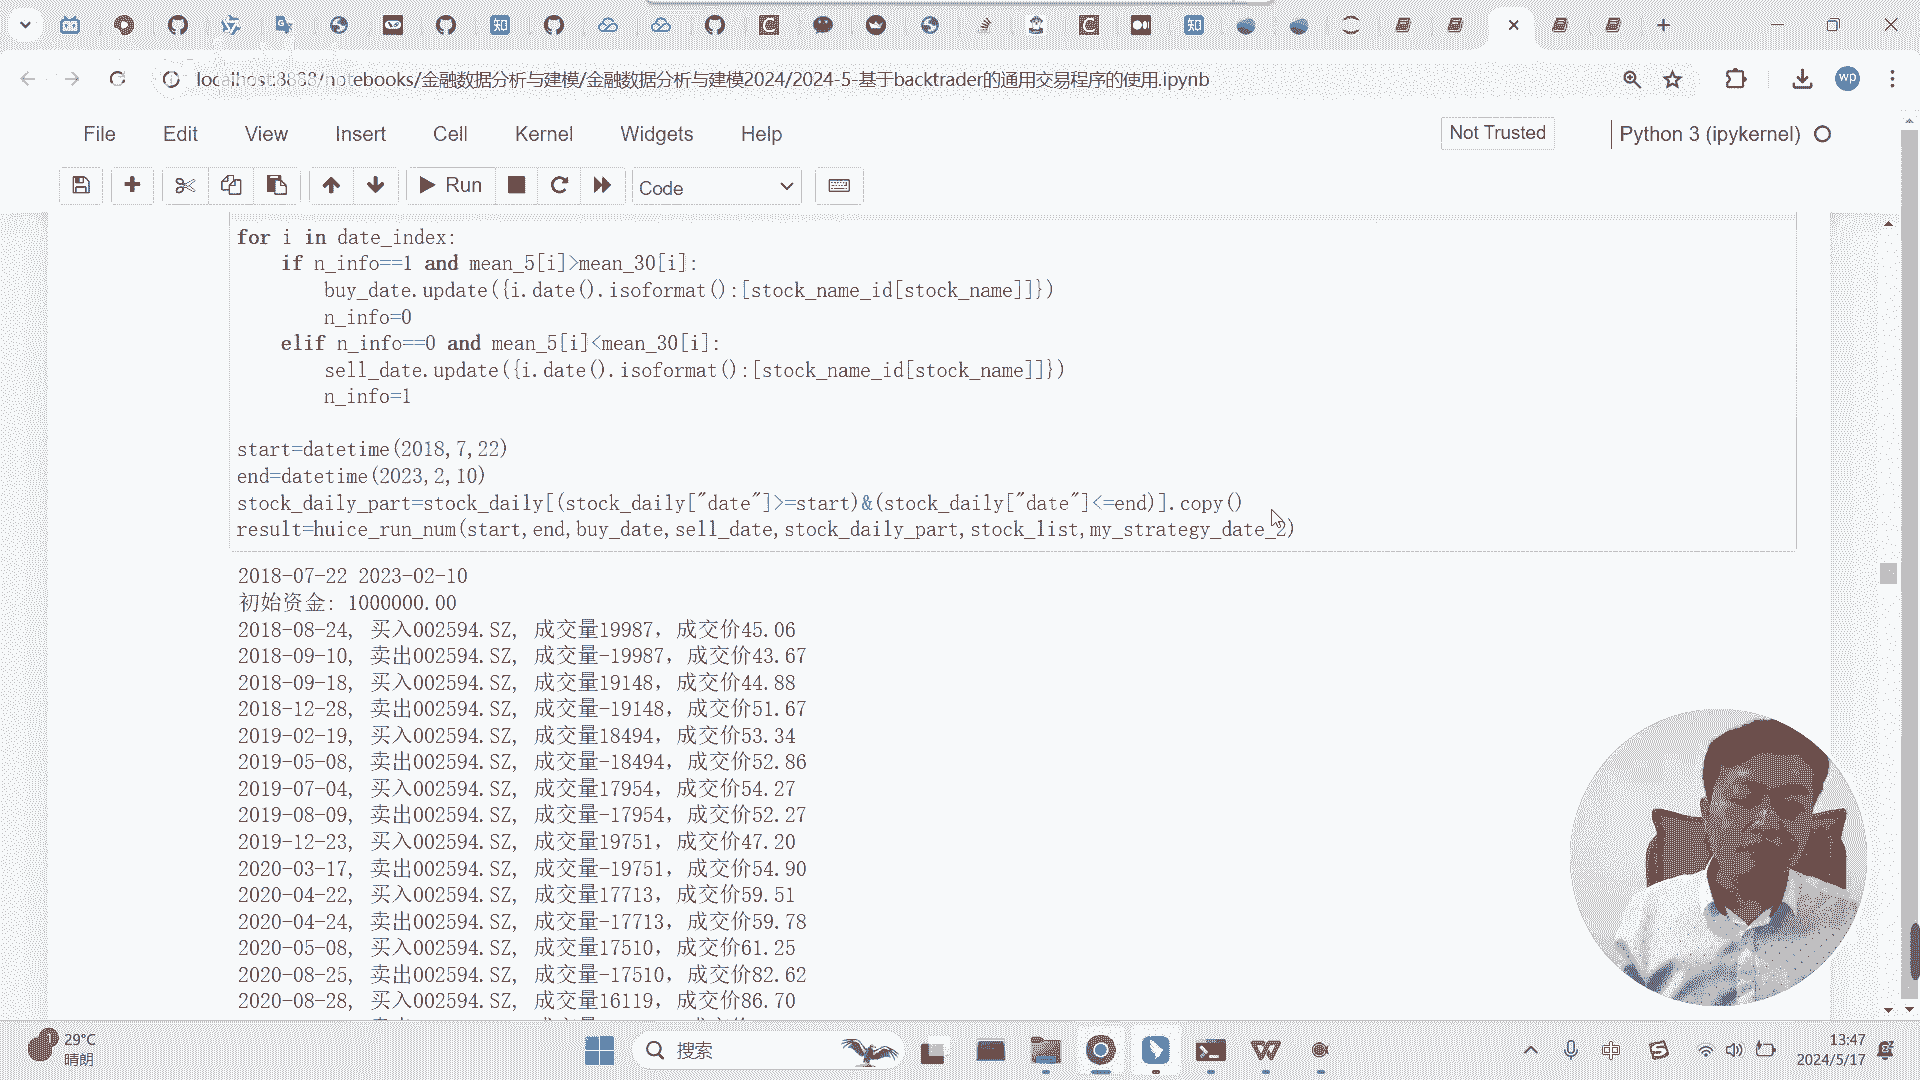 localhost:8888/notebooks/金融数据分析与建模/金融数据分析与建模2024/2024-5-基于backtrader的通用交易程序的使用.ipynb
wp
File Edit View Insert Cell Kernel Widgets Help
Not Trusted
Python 3 (ipykernel)
Run
Code
for i in date_index:
if n_info==1 and mean_5[i]>mean_30[i]:
buy_date.update({i.date().isoformat():[stock_name_id[stock_name]]})
n_info=0
elif n_info==0 and mean_5[i]<mean_30[i]:
sell_date.update({i.date().isoformat():[stock_name_id[stock_name]]})
n_info=1
start=datetime(2018,7,22)
end=datetime(2023,2,10)
stock_daily_part=stock_daily[(stock_daily["date"]>=start)&(stock_daily["date"]<=end)].copy()
result=huice_run_num(start,end,buy_date,sell_date,stock_daily_part,stock_list,my_strategy_date_2)
2018-07-22 2023-02-10
初始资金: 1000000.00
2018-08-24, 买入002594.SZ, 成交量19987，成交价45.06
2018-09-10, 卖出002594.SZ, 成交量-19987，成交价43.67
2018-09-18, 买入002594.SZ, 成交量19148，成交价44.88
2018-12-28, 卖出002594.SZ, 成交量-19148，成交价51.67
2019-02-19, 买入002594.SZ, 成交量18494，成交价53.34
2019-05-08, 卖出002594.SZ, 成交量-18494，成交价52.86
2019-07-04, 买入002594.SZ, 成交量17954，成交价54.27
2019-08-09, 卖出002594.SZ, 成交量-17954，成交价52.27
2019-12-23, 买入002594.SZ, 成交量19751，成交价47.20
2020-03-17, 卖出002594.SZ, 成交量-19751，成交价54.90
2020-04-22, 买入002594.SZ, 成交量17713，成交价59.51
2020-04-24, 卖出002594.SZ, 成交量-17713，成交价59.78
2020-05-08, 买入002594.SZ, 成交量17510，成交价61.25
2020-08-25, 卖出002594.SZ, 成交量-17510，成交价82.62
2020-08-28, 买入002594.SZ, 成交量16119，成交价86.70
29°C
晴朗
搜索
中
13:47
2024/5/17